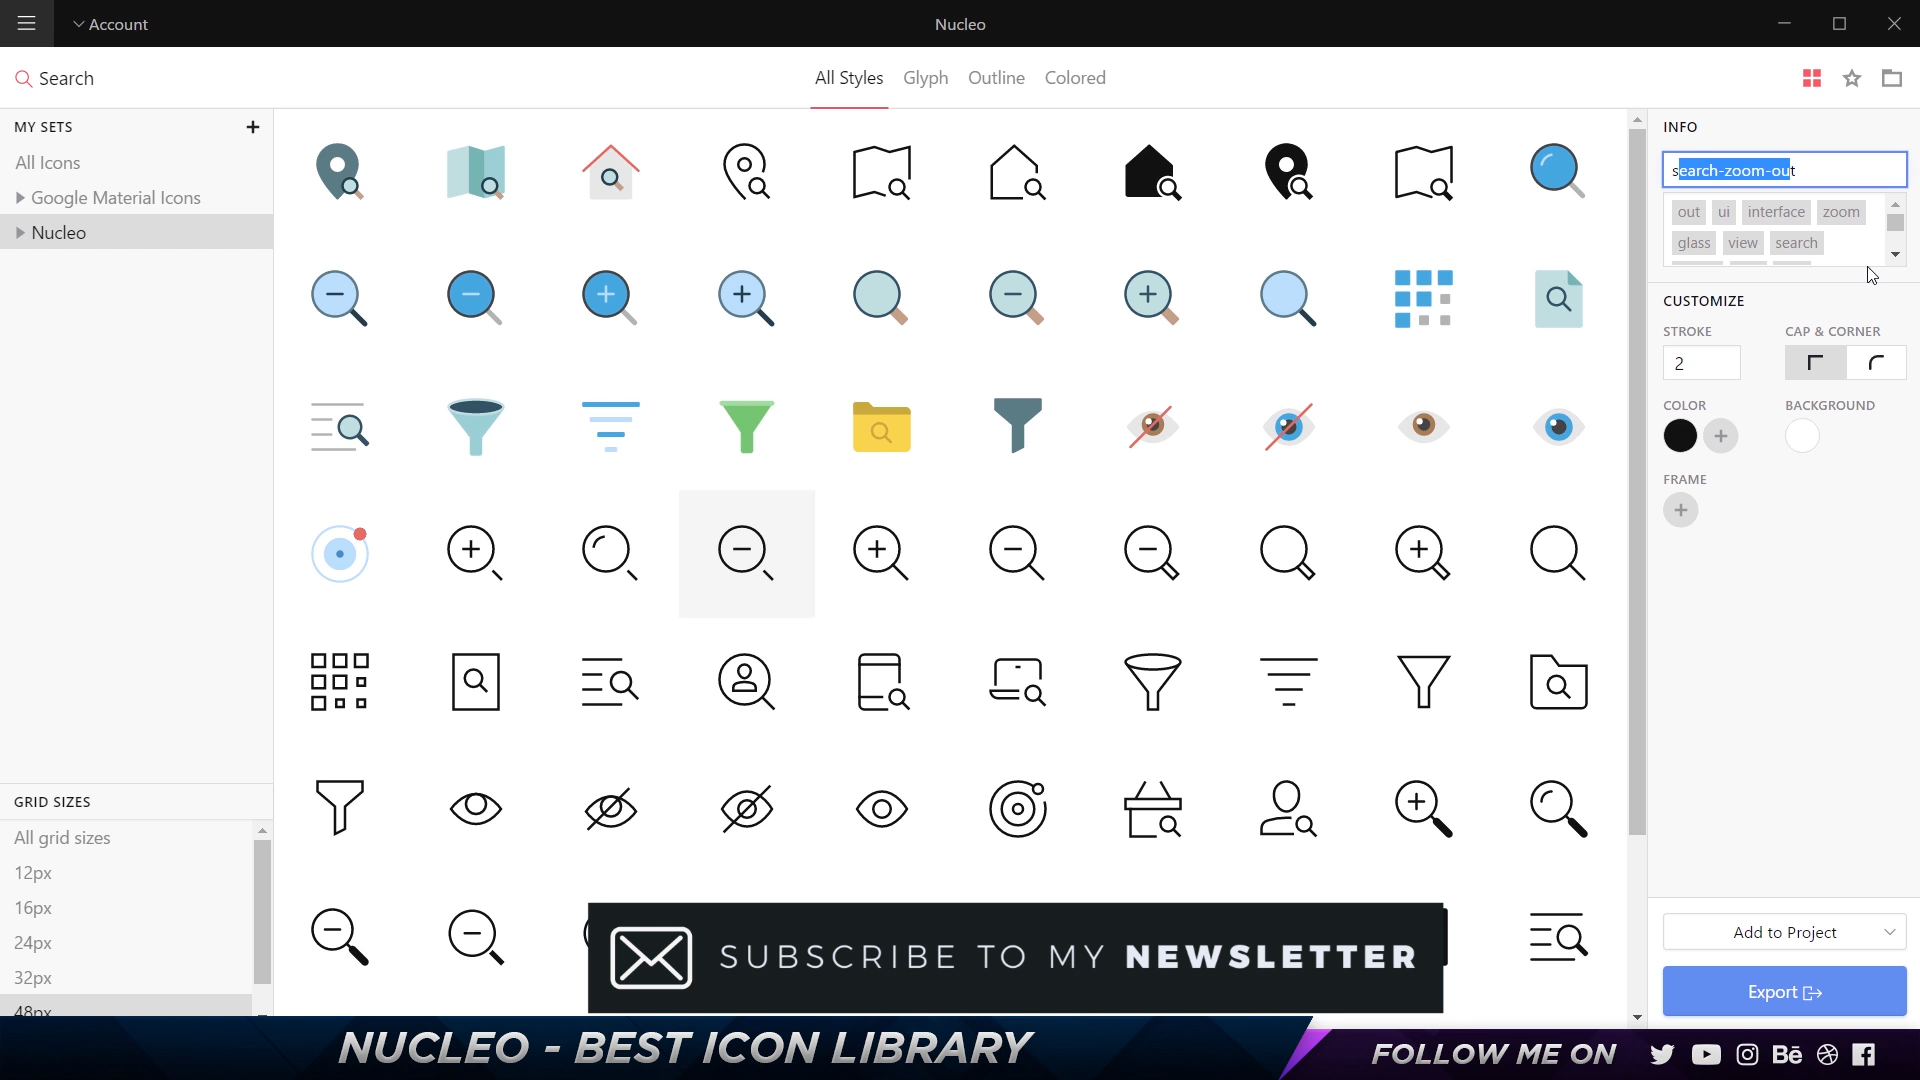 Account
Nucleo
Search
All Styles Glyph Outline Colored
MY SETS
All Icons
Google Material Icons
Nucleo
GRID SIZES
All grid sizes
12px
16px
24px
32px
48px
INFO
search-zoom-out
out ui interface zoom
glass view search
CUSTOMIZE
STROKE CAP & CORNER
2
COLOR BACKGROUND
FRAME
Add to Project
Export
SUBSCRIBE TO MY NEWSLETTER
NUCLEO - BEST ICON LIBRARY
FOLLOW ME ON
Bē